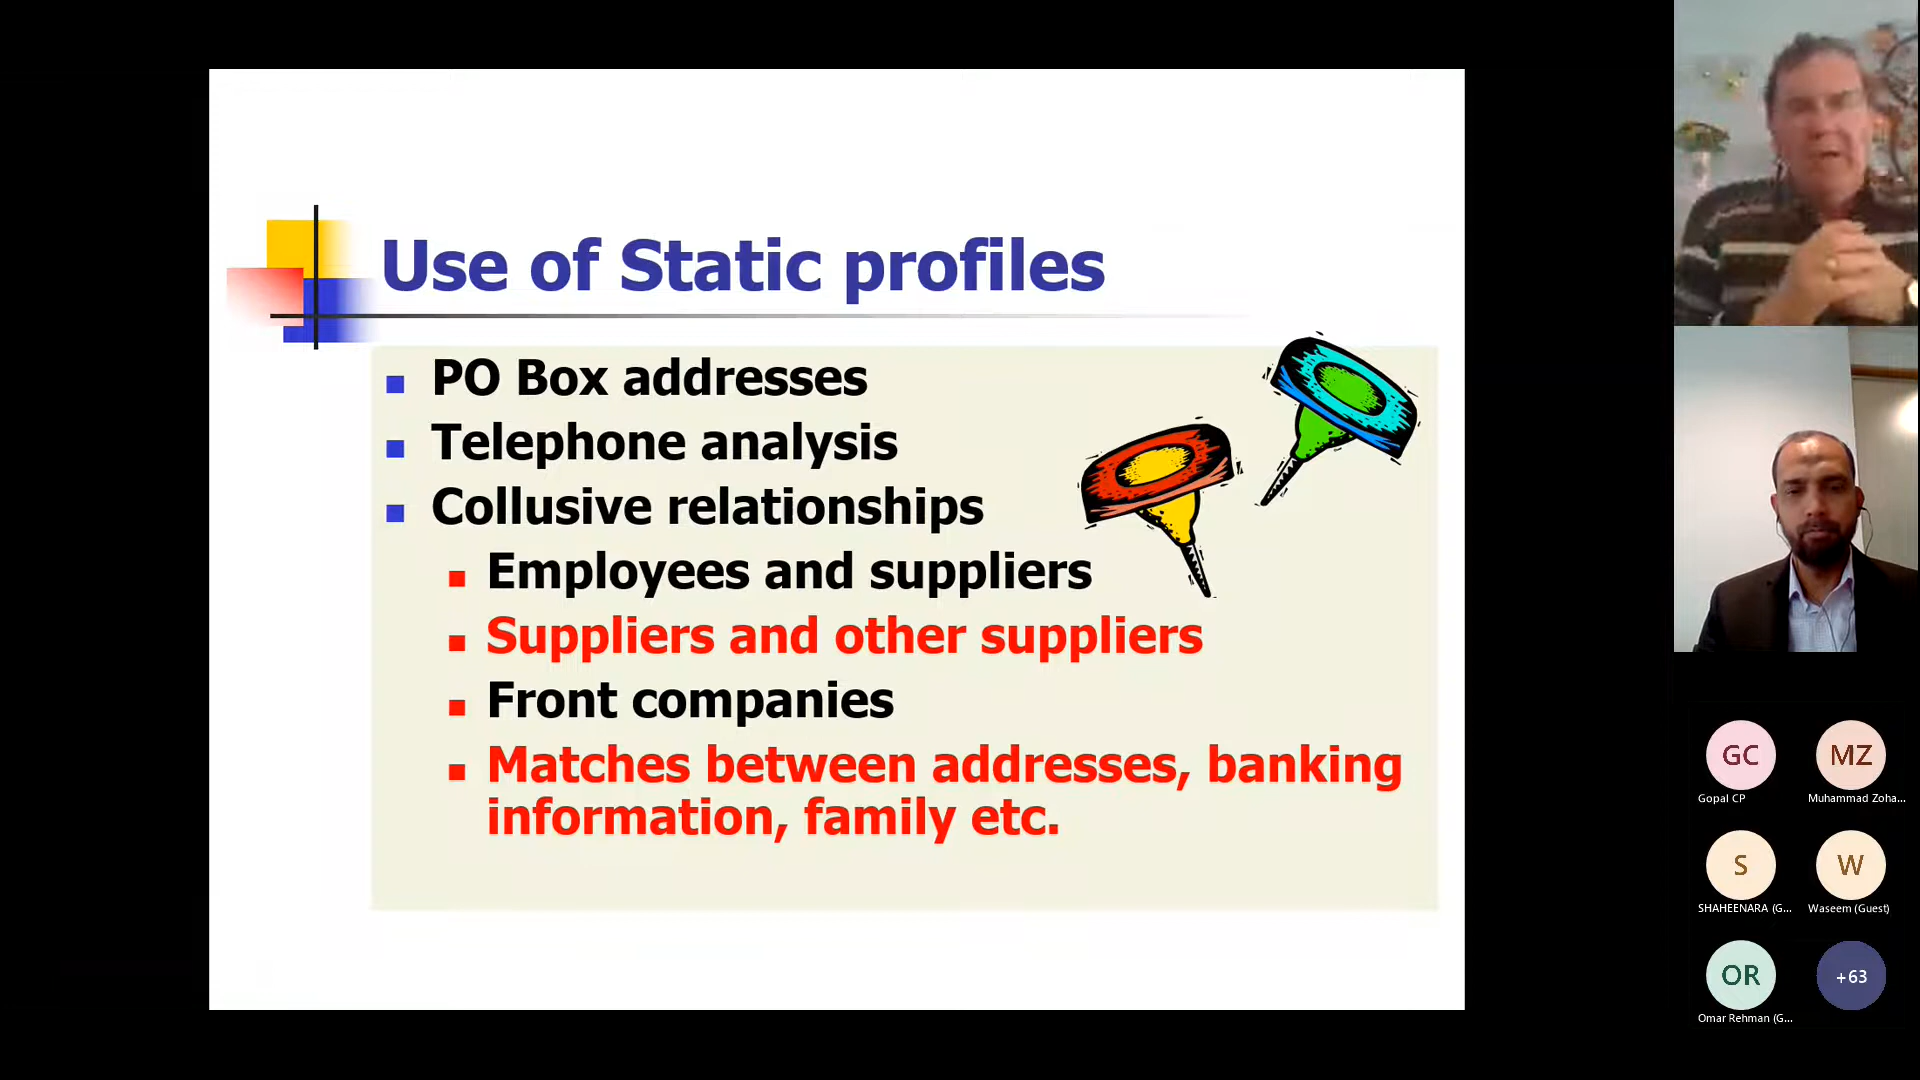 Use of Static profiles
PO Box addresses
Telephone analysis
Collusive relationships
Employees and suppliers
Suppliers and other suppliers
Front companies
Matches between addresses, banking
information, family etc.
GC
Gopal CP
MZ
Muhammad Zoha...
S
SHAHEENARA (G...
W
Waseem (Guest)
OR
Omar Rehman (G...
+63